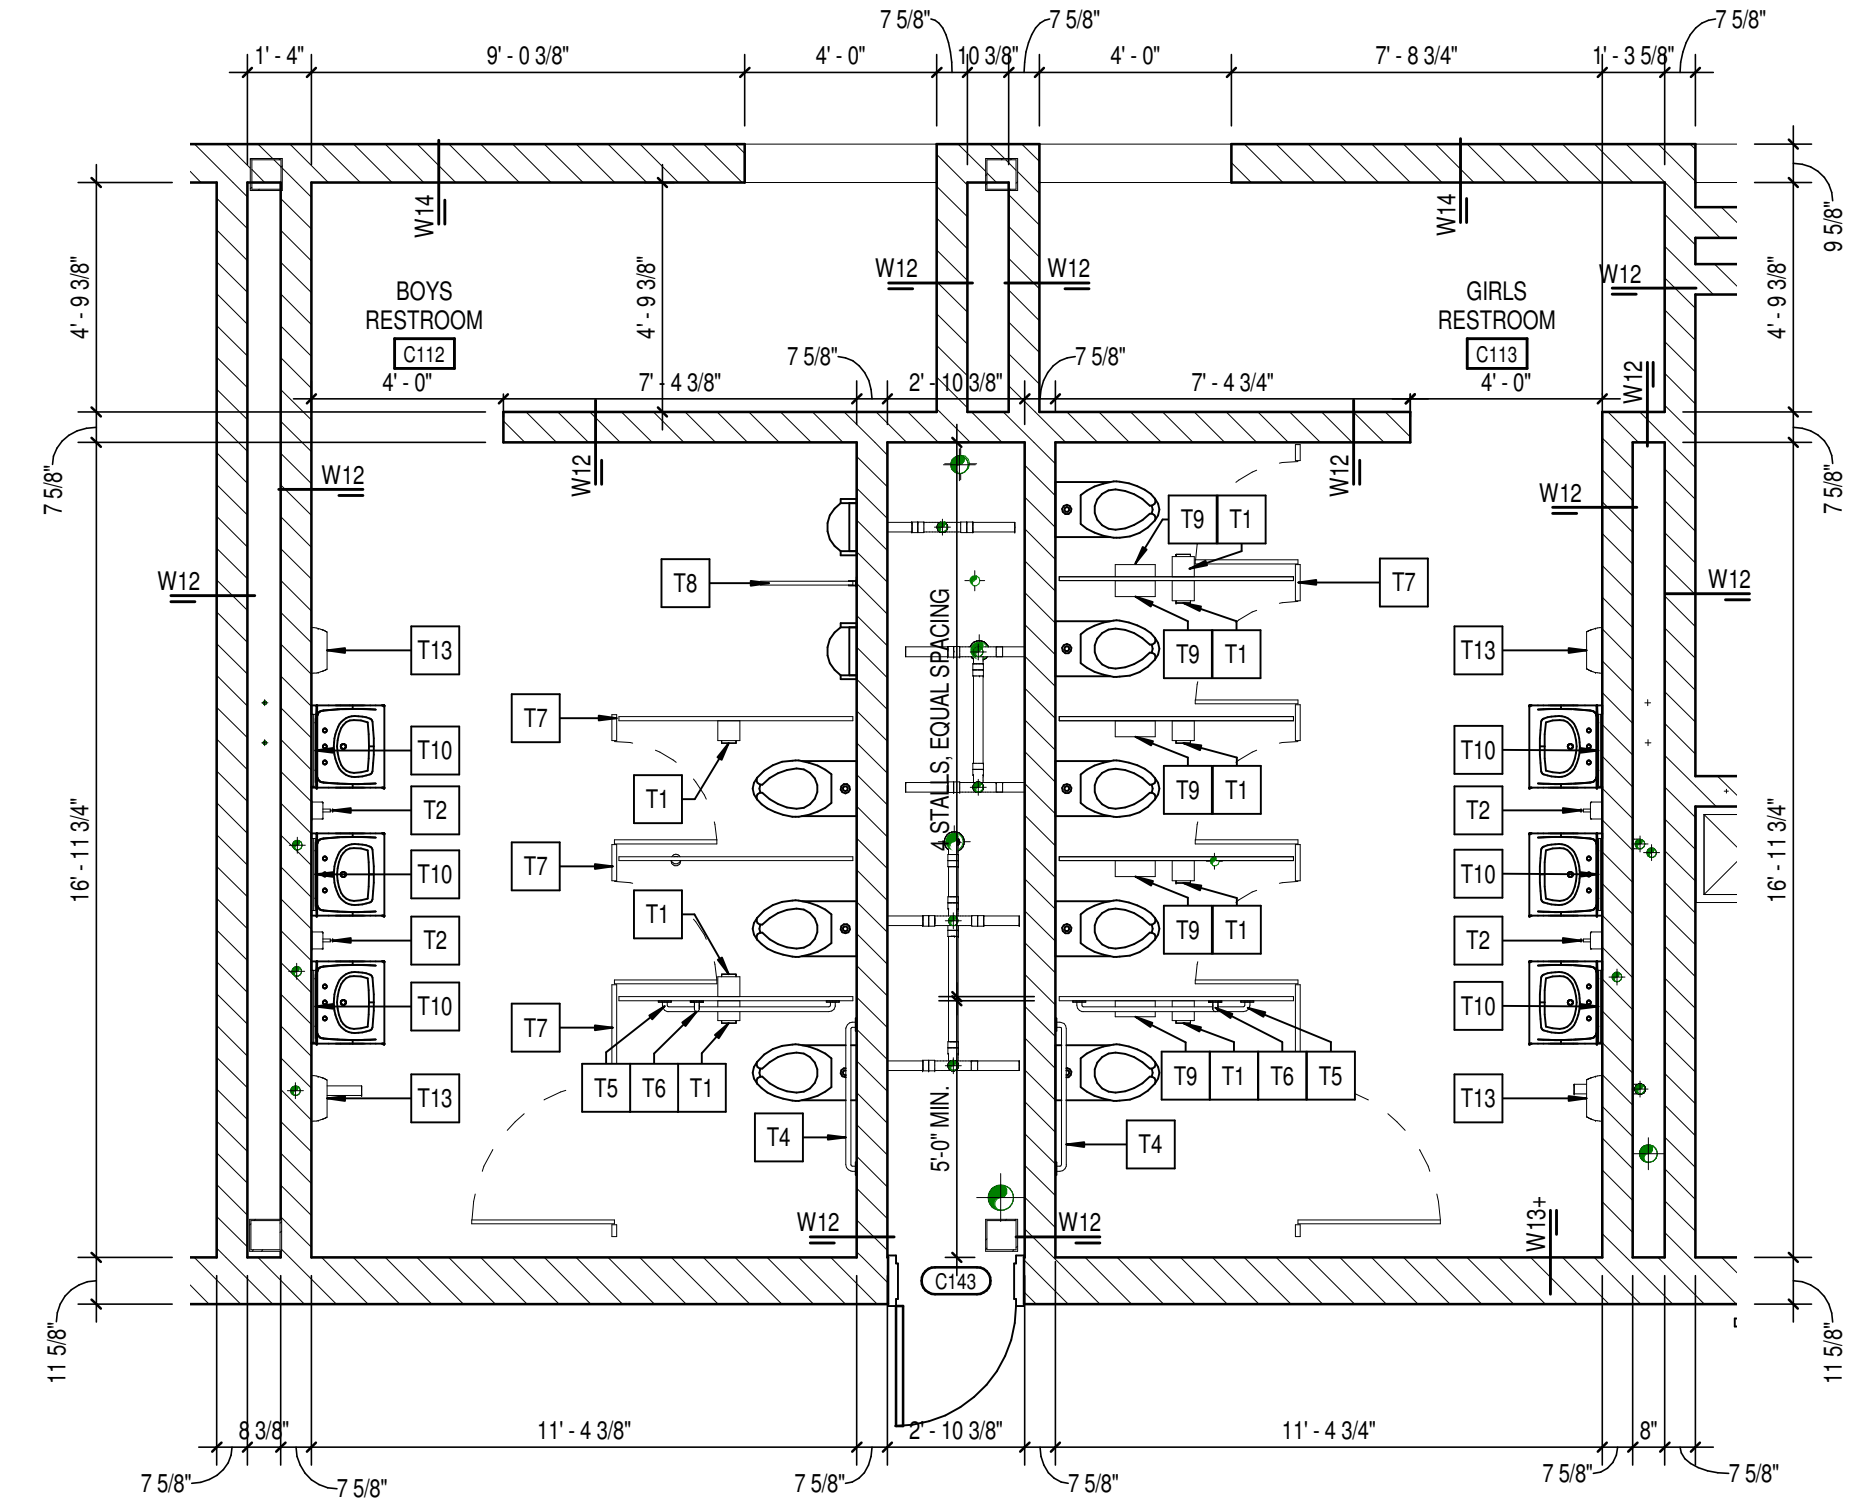 7 5/8"
7 5/8"
7 5/8"
1' - 4"
9' - 0 3/8"
4' - 0"
10 3/8"
4' - 0"
7' - 8 3/4"
1' - 3 5/8"
9 5/8"
W14
W14
4' - 9 3/8"
4' - 9 3/8"
4' - 9 3/8"
W12
W12
W12
BOYS
RESTROOM
C112
GIRLS
RESTROOM
C113
7 5/8"
7 5/8"
4' - 0"
7' - 4 3/8"
2' - 10 3/8"
7' - 4 3/4"
4' - 0"
W12
7 5/8"
W12
W12
W12
W12
7 5/8"
T9
T1
W12
T8
T7
W12
T13
T9
T1
T13
4 STALLS, EQUAL SPACING
T7
T10
T10
T1
T9
T1
T2
T2
16' - 11 3/4"
16' - 11 3/4"
T7
T10
T10
T1
T9
T1
T2
T2
T7
T10
T10
T5
T6
T1
T9
T1
T6
T5
T13
T13
T4
5'-0" MIN.
T4
W12
W12
W13+
C143
11 5/8"
11 5/8"
8 3/8"
11' - 4 3/8"
2' - 10 3/8"
11' - 4 3/4"
8"
7 5/8"
7 5/8"
7 5/8"
7 5/8"
7 5/8"
7 5/8"